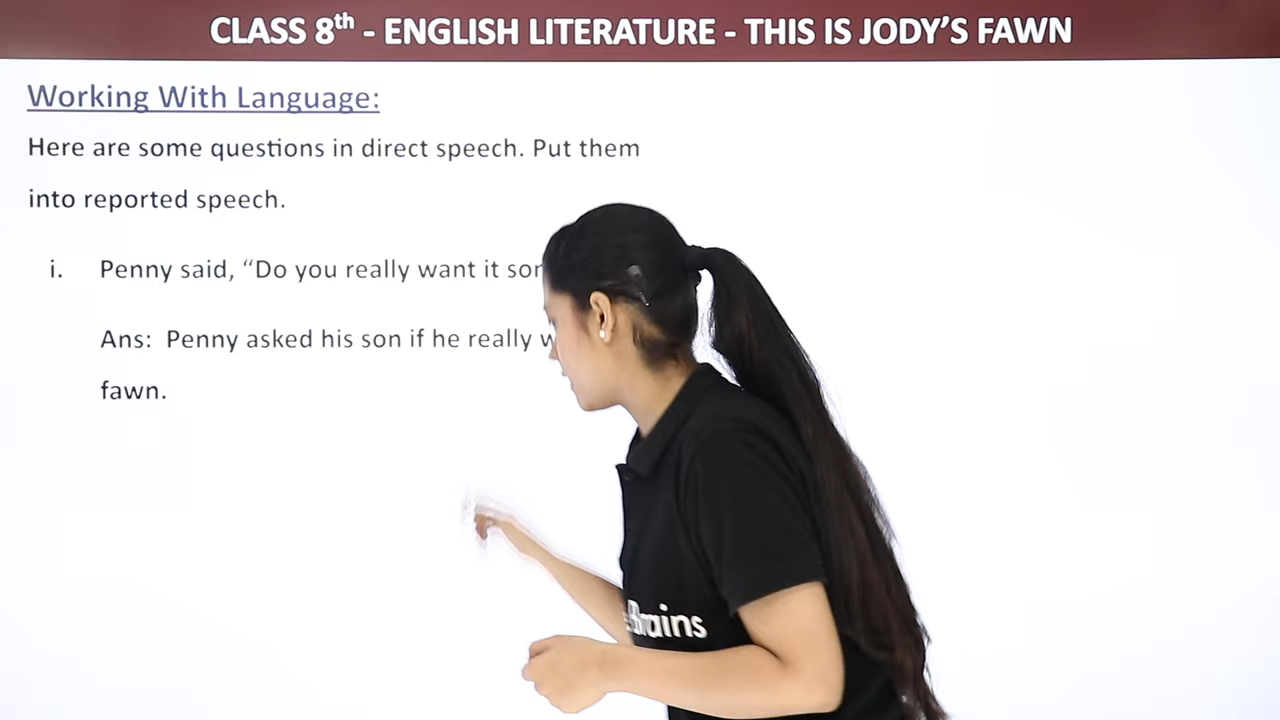 CLASS 8th - ENGLISH LITERATURE - THIS IS JODY'S FAWN
Working With Language:
Here are some questions in direct speech. Put them
into reported speech.
i. Penny said, “Do you really want it
Ans: Penny asked his son if he really
fawn.
Brains